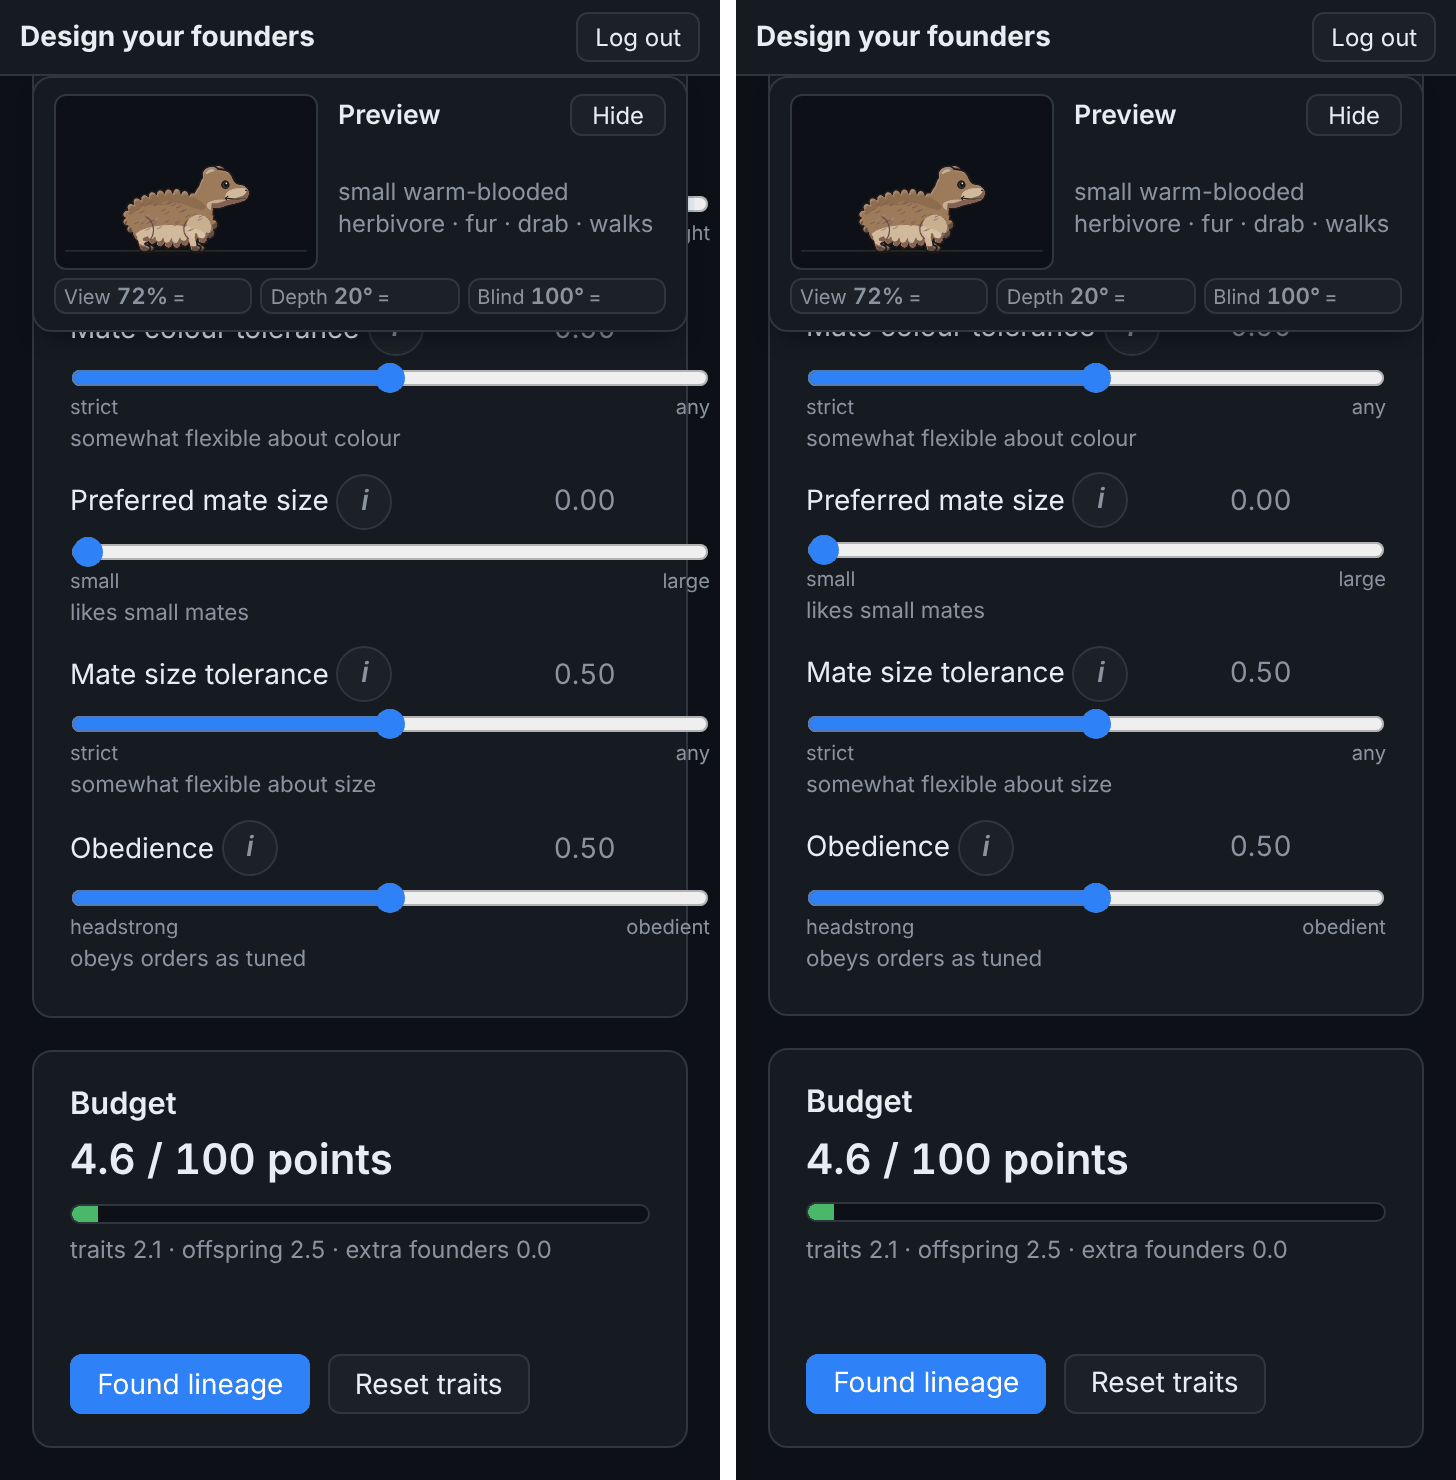 Design your founders
Log out
Preview
Hide
small warm-blooded
herbivore · fur · drab · walks
View 72% =
Depth 20° =
Blind 100° =
Mate colour tolerance
strict
any
somewhat flexible about colour
Preferred mate size
i
0.00
small
large
likes small mates
Mate size tolerance
i
0.50
strict
any
somewhat flexible about size
Obedience
i
0.50
headstrong
obedient
obeys orders as tuned
Budget
4.6 / 100 points
traits 2.1 · offspring 2.5 · extra founders 0.0
Found lineage
Reset traits
Design your founders
Log out
Preview
Hide
small warm-blooded
herbivore · fur · drab · walks
View 72% =
Depth 20° =
Blind 100° =
Mate colour tolerance
strict
any
somewhat flexible about colour
Preferred mate size
i
0.00
small
large
likes small mates
Mate size tolerance
i
0.50
strict
any
somewhat flexible about size
Obedience
i
0.50
headstrong
obedient
obeys orders as tuned
Budget
4.6 / 100 points
traits 2.1 · offspring 2.5 · extra founders 0.0
Found lineage
Reset traits